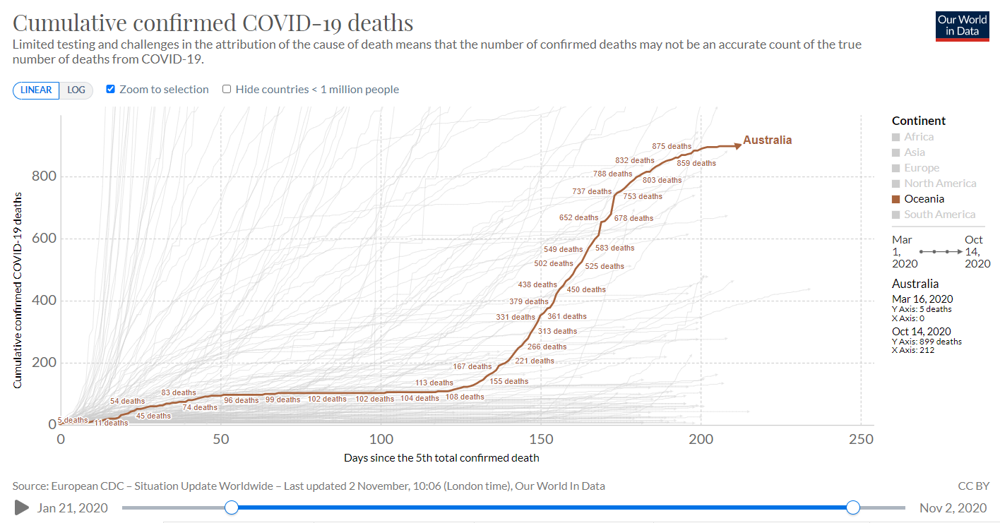 Cumulative confirmed COVID-19 deaths
Our World
in Data
Limited testing and challenges in the attribution of the cause of death means that the number of confirmed deaths may not be an accurate count of the true
number of deaths from COVID-19.
LINEAR LOG Zoom to selection Hide countries < 1 million people
Continent
Africa
Asia
Europe
North America
Oceania
South America
Mar
1,
2020
Oct
14,
2020
Australia
Mar 16, 2020
Y Axis: 5 deaths
X Axis: 0
Oct 14, 2020
Y Axis: 899 deaths
X Axis: 212
Cumulative confirmed COVID-19 deaths
800
600
400
200
0
Australia
875 deaths
859 deaths
832 deaths
803 deaths
788 deaths
753 deaths
737 deaths
678 deaths
652 deaths
583 deaths
549 deaths
525 deaths
502 deaths
450 deaths
438 deaths
379 deaths
361 deaths
331 deaths
313 deaths
266 deaths
221 deaths
167 deaths
155 deaths
113 deaths
108 deaths
104 deaths
102 deaths
102 deaths
99 deaths
96 deaths
83 deaths
74 deaths
54 deaths
45 deaths
11 deaths
5 deaths
0 50 100 150 200 250
Days since the 5th total confirmed death
Source: European CDC – Situation Update Worldwide – Last updated 2 November, 10:06 (London time), Our World In Data
CC BY
Jan 21, 2020
Nov 2, 2020